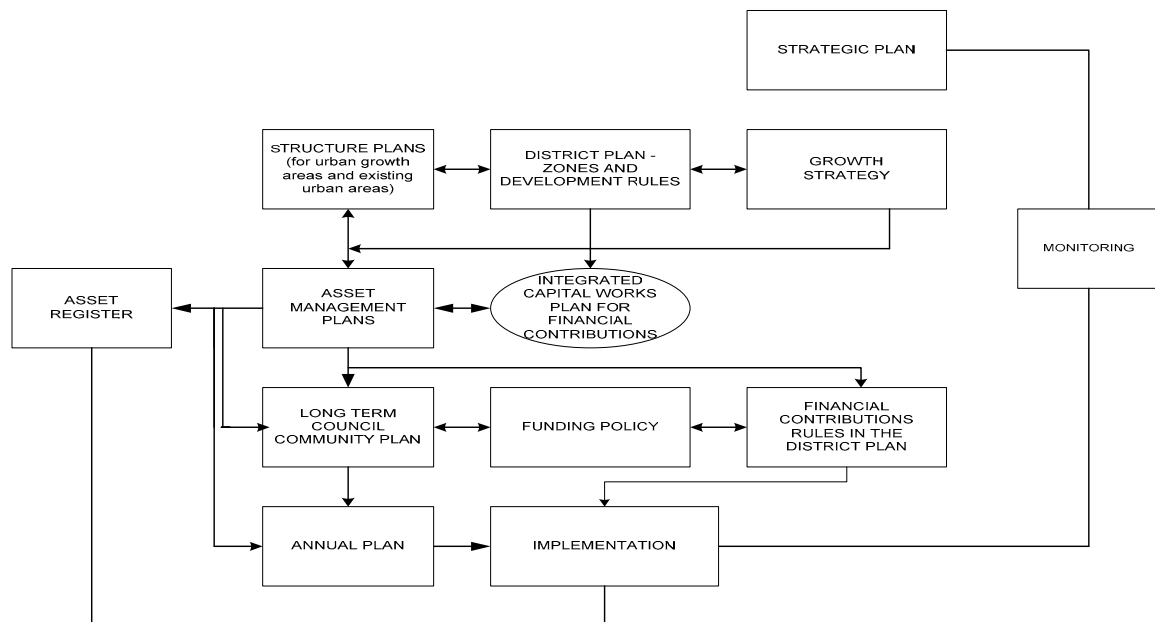 STRATEGIC PLAN
STRUCTURE PLANS
(for urban growth
areas and existing
urban areas)
DISTRICT PLAN -
ZONES AND
DEVELOPMENT RULES
GROWTH
STRATEGY
MONITORING
ASSET
REGISTER
ASSET
MANAGEMENT
PLANS
INTEGRATED
CAPITAL WORKS
PLAN FOR
FINANCIAL
CONTRIBUTIONS
LONG TERM
COUNCIL
COMMUNITY PLAN
FUNDING POLICY
FINANCIAL
CONTRIBUTIONS
RULES IN THE
DISTRICT PLAN
ANNUAL PLAN
IMPLEMENTATION